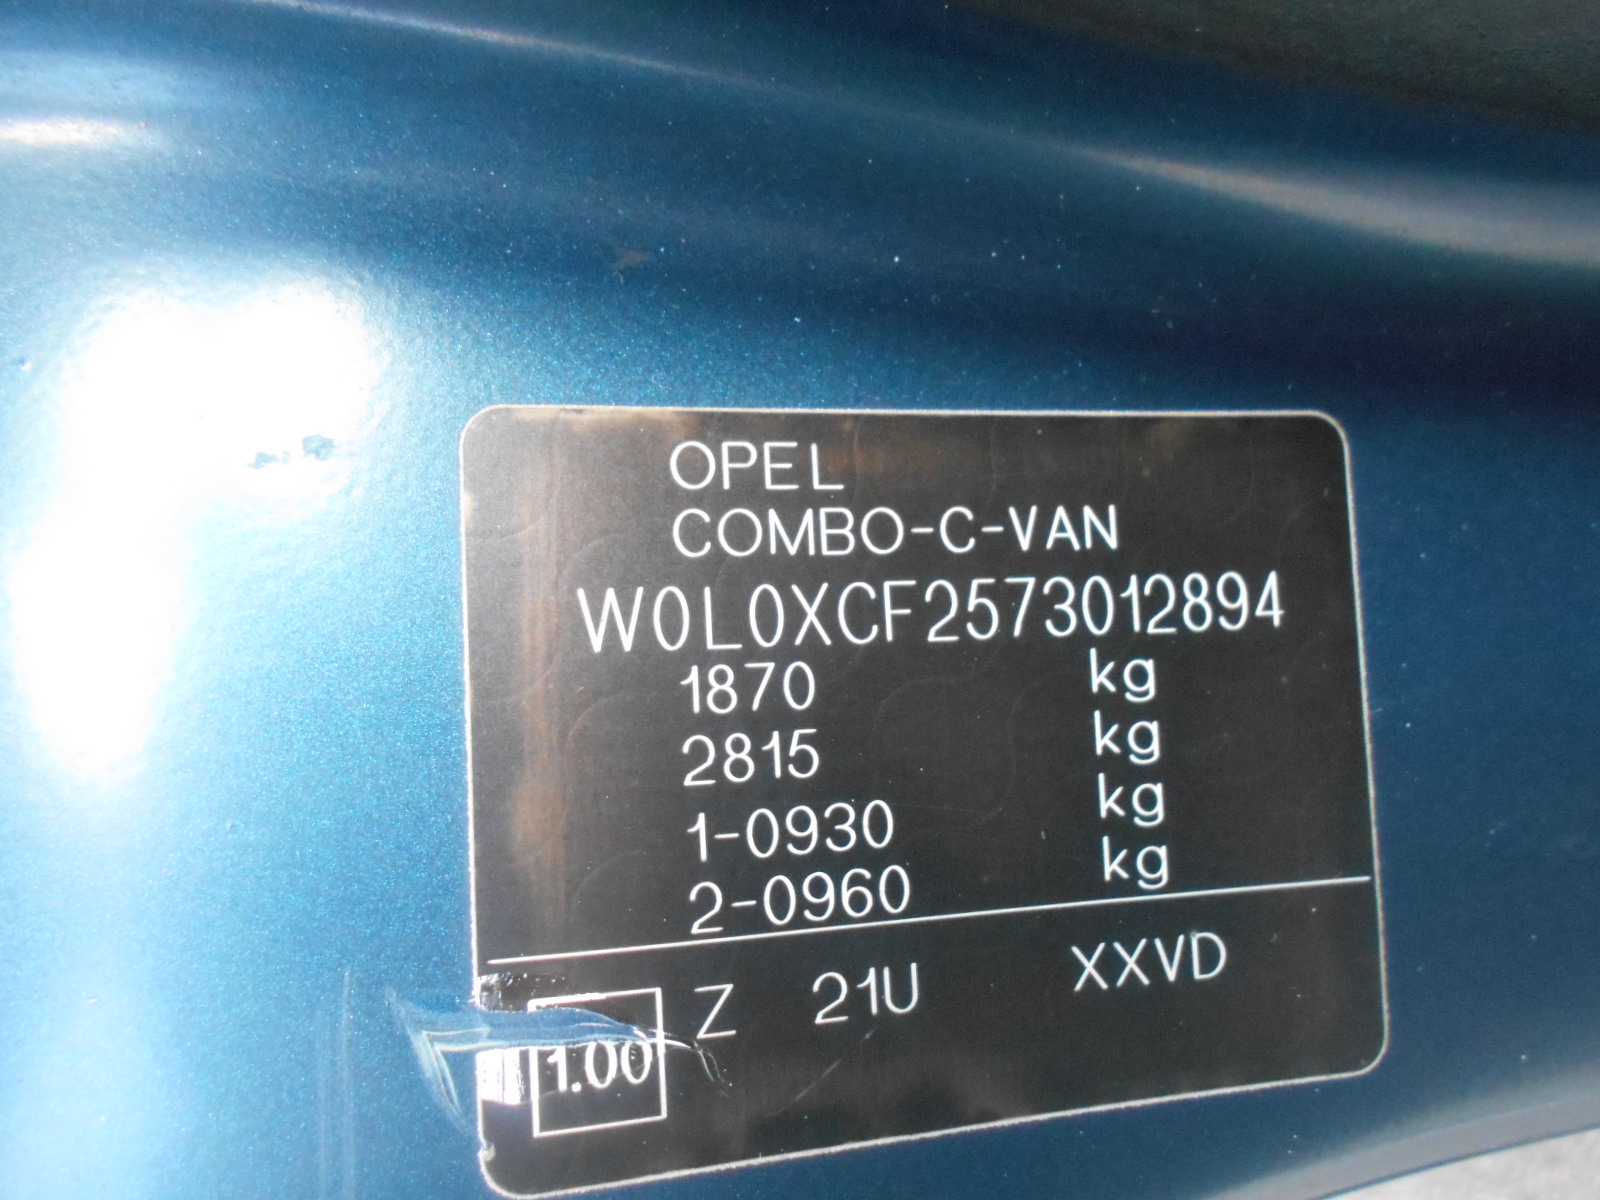 OPEL
COMBO-C-VAN
W0L0XCF2573012894
1870 kg
2815 kg
1-0930 kg
2-0960 kg
Z 21U XXVD
1.00